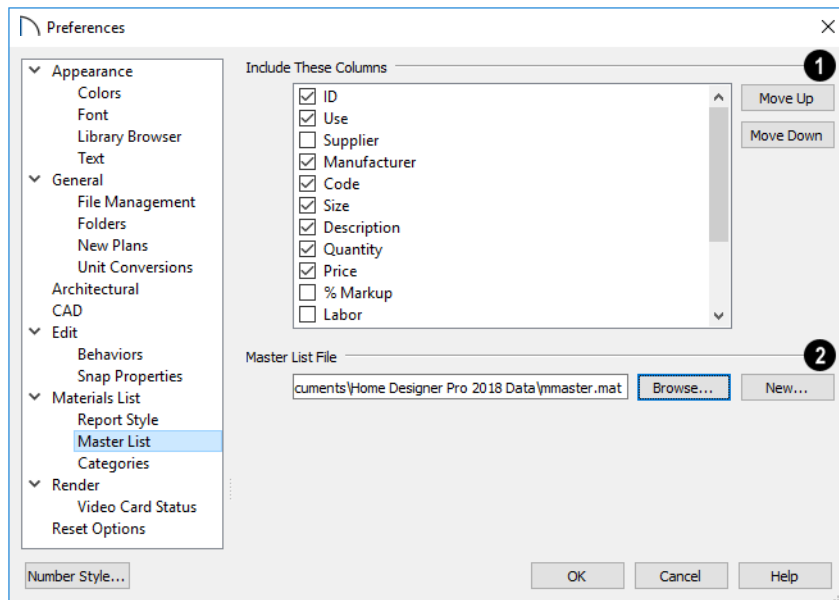 Preferences
Appearance
Colors
Font
Library Browser
Text
General
File Management
Folders
New Plans
Unit Conversions
Architectural
CAD
Edit
Behaviors
Snap Properties
Materials List
Report Style
Master List
Categories
Render
Video Card Status
Reset Options
Include These Columns
1
ID
Use
Supplier
Manufacturer
Code
Size
Description
Quantity
Price
% Markup
Labor
Move Up
Move Down
Master List File
2
cuments\Home Designer Pro 2018 Data\mmaster.mat
Browse...
New...
Number Style...
OK
Cancel
Help